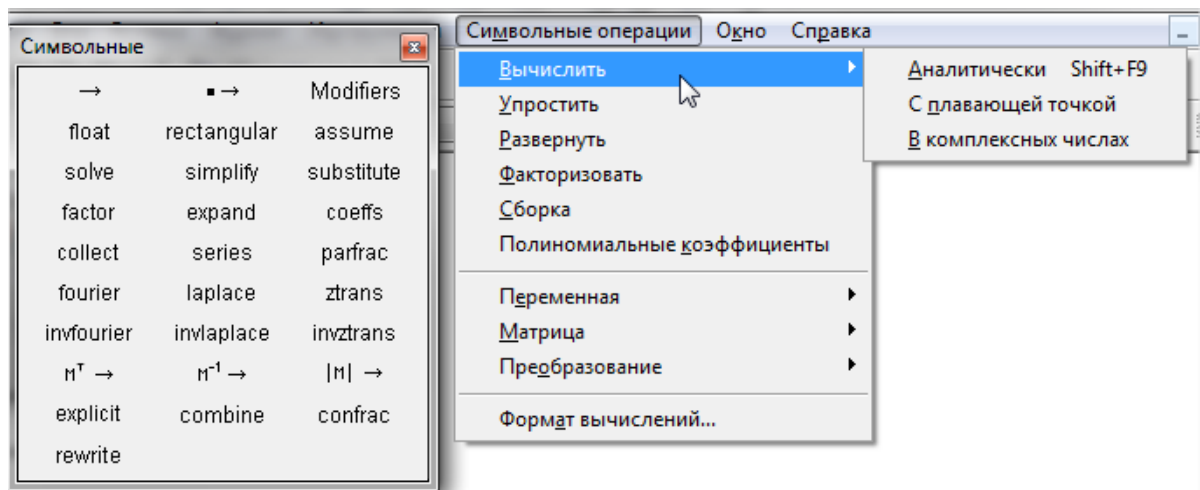 Символьные операции Окно Справка
Символьные
→ ▪ → Modifiers
float rectangular assume
solve simplify substitute
factor expand coeffs
collect series parfrac
fourier laplace ztrans
invfourier invlaplace invztrans
Mᵀ → M⁻¹ → |M| →
explicit combine confrac
rewrite
Вычислить
Упростить
Развернуть
Факторизовать
Сборка
Полиномиальные коэффициенты
Переменная
Матрица
Преобразование
Формат вычислений...
Аналитически Shift+F9
С плавающей точкой
В комплексных числах